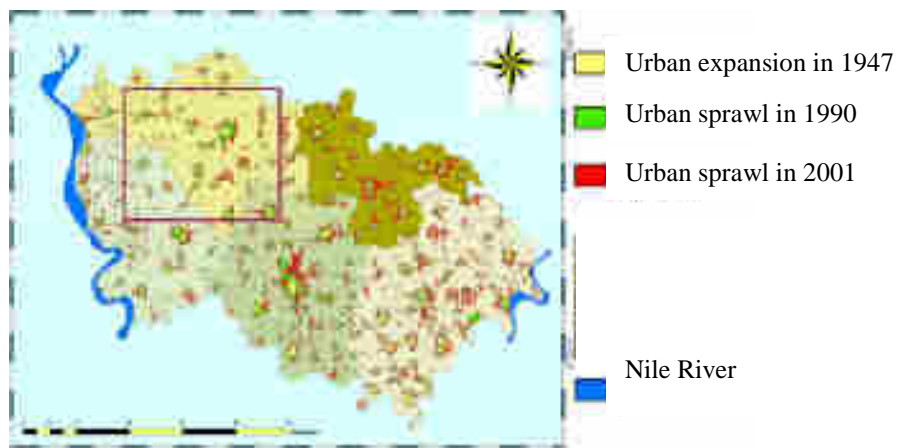 Urban expansion in 1947
Urban sprawl in 1990
Urban sprawl in 2001
Nile River